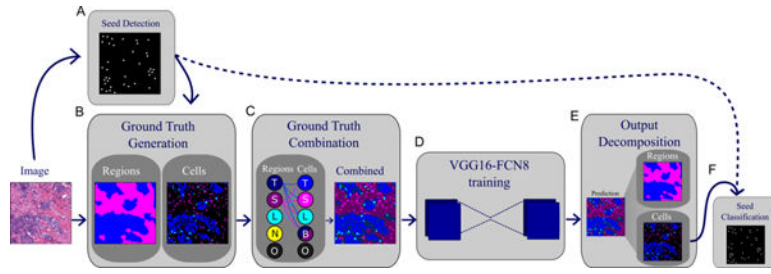 A
Seed Detection
B
Ground Truth
Generation
Regions
Cells
C
Ground Truth
Combination
Regions
Cells
Combined
T
T
S
S
L
L
N
B
O
O
D
VGG16-FCN8
training
E
Output
Decomposition
Regions
Prediction
Cells
F
Seed
Classification
Image